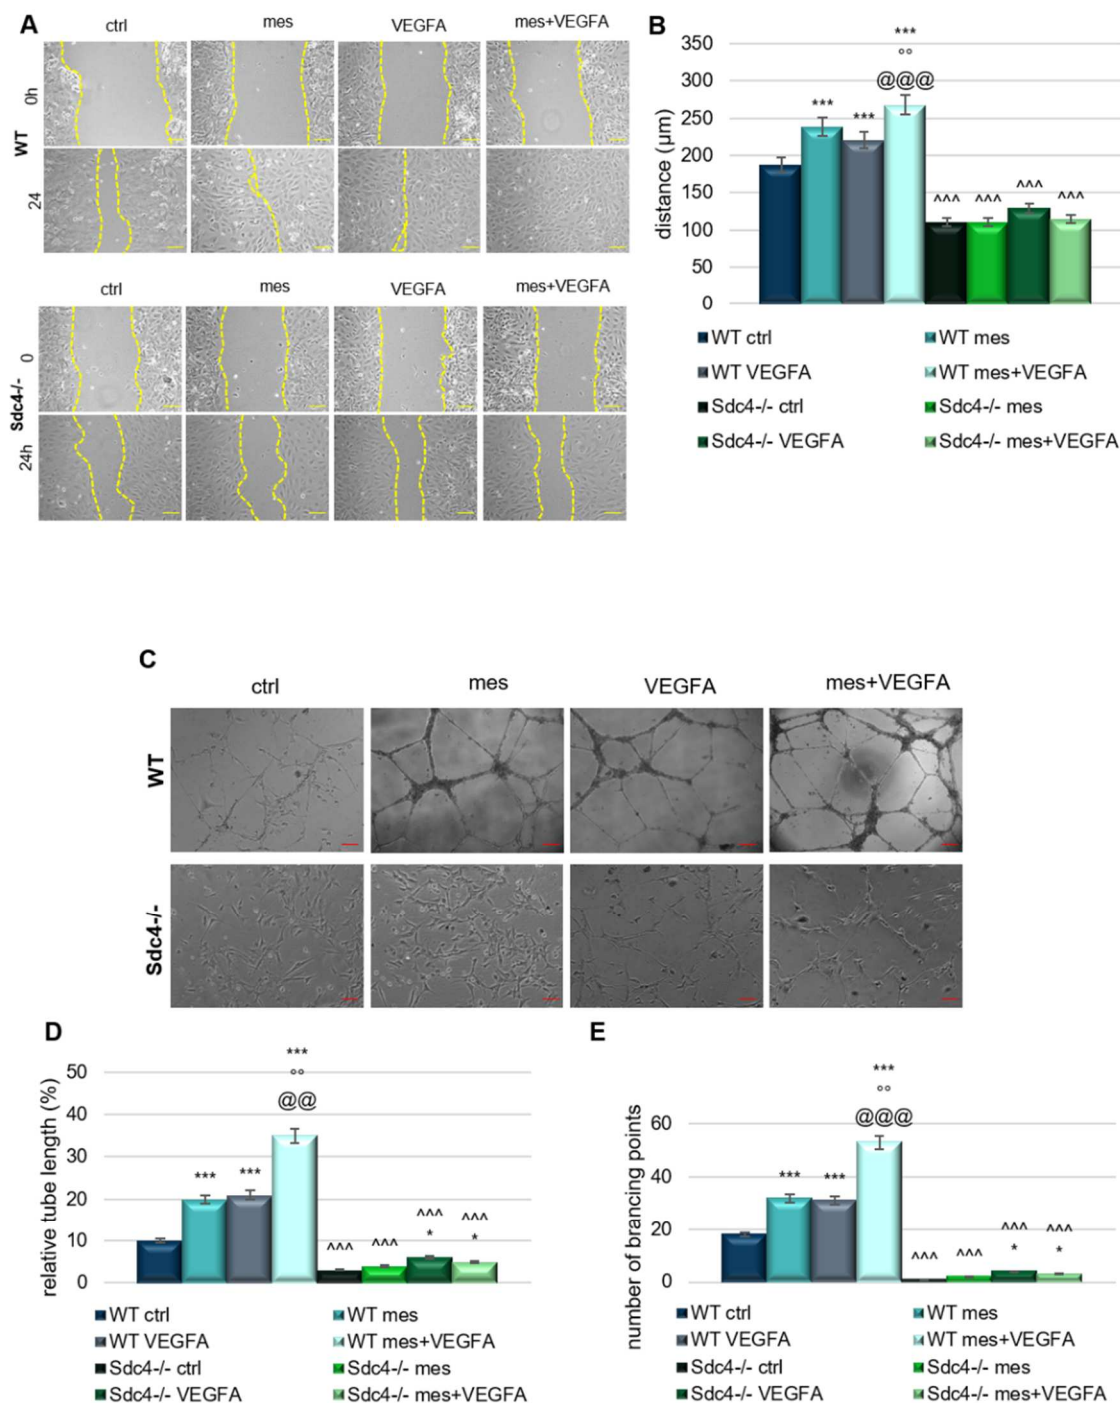 A
ctrl
mes
VEGFA
mes+VEGFA
WT
0h
24
ctrl
mes
VEGFA
mes+VEGFA
Sdc4-/-
0
24h
B
distance (µm)
350
300
250
200
150
100
50
0
***
***
***
°°
@@@
^^^
^^^
^^^
^^^
WT ctrl
WT mes
WT VEGFA
WT mes+VEGFA
Sdc4-/- ctrl
Sdc4-/- mes
Sdc4-/- VEGFA
Sdc4-/- mes+VEGFA
C
ctrl
mes
VEGFA
mes+VEGFA
WT
Sdc4-/-
D
relative tube length (%)
50
40
30
20
10
0
***
***
***
°°
@@
^^^
^^^
^^^
*
^^^
*
WT ctrl
WT mes
WT VEGFA
WT mes+VEGFA
Sdc4-/- ctrl
Sdc4-/- mes
Sdc4-/- VEGFA
Sdc4-/- mes+VEGFA
E
number of brancing points
60
40
20
0
***
***
***
°°
@@@
^^^
^^^
^^^
*
^^^
*
WT ctrl
WT mes
WT VEGFA
WT mes+VEGFA
Sdc4-/- ctrl
Sdc4-/- mes
Sdc4-/- VEGFA
Sdc4-/- mes+VEGFA